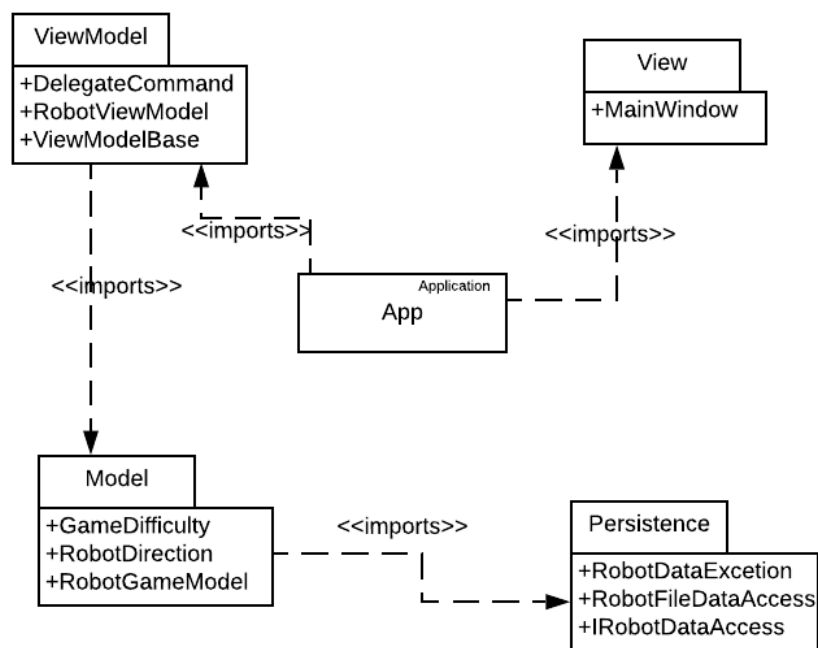 ViewModel
+DelegateCommand
+RobotViewModel
+ViewModelBase
View
+MainWindow
<<imports>>
<<imports>>
<<imports>>
Application
App
Model
+GameDifficulty
+RobotDirection
+RobotGameModel
<<imports>>
Persistence
+RobotDataExcetion
+RobotFileDataAccess
+IRobotDataAccess